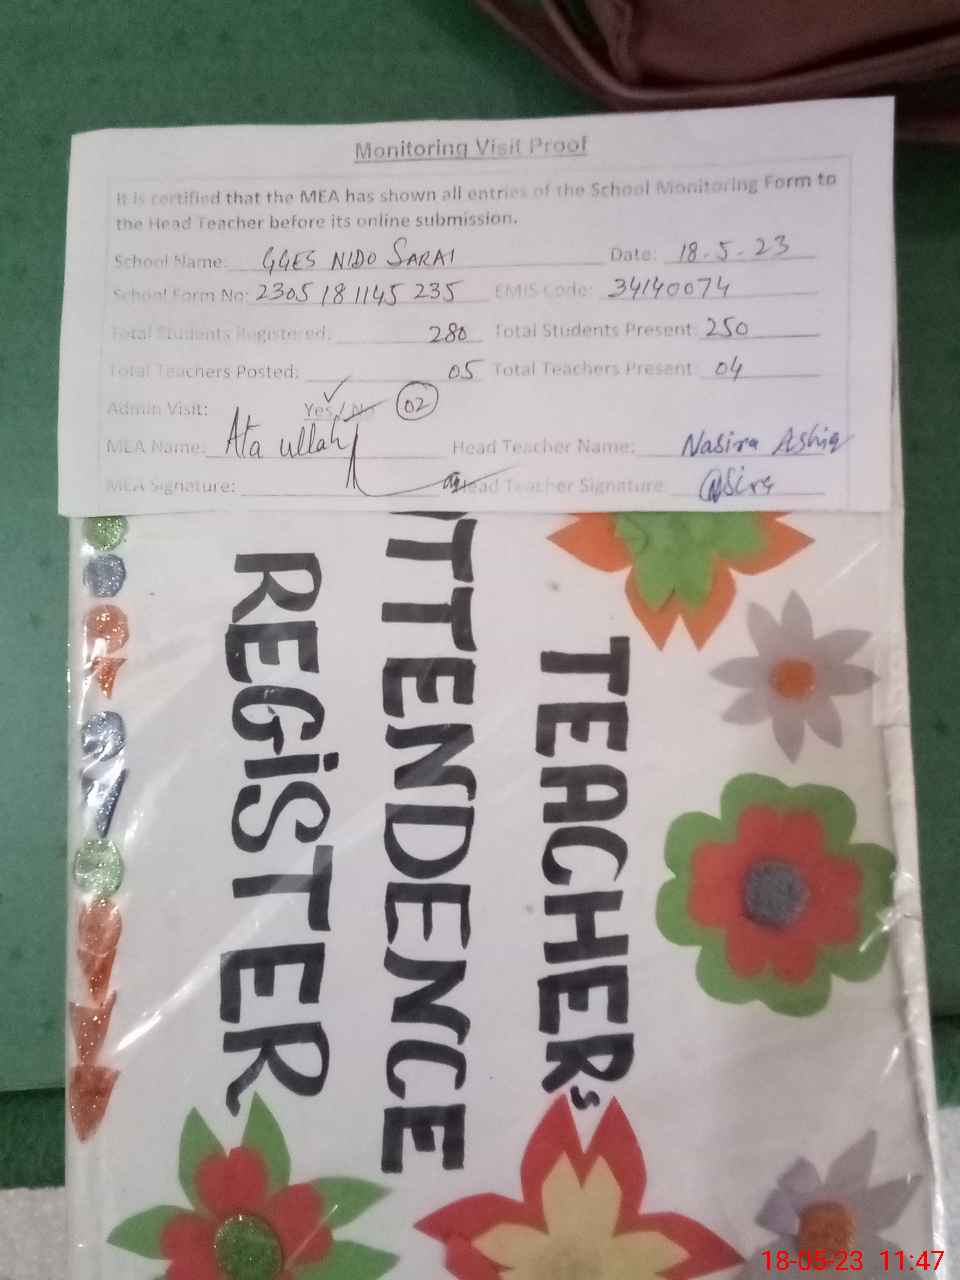 Monitoring Visit Proof
It is certified that the MEA has shown all entries of the School Monitoring Form to
the Head Teacher before its online submission.
School Name: GGES NIDO SARAI Date: 18-5-23
School Form No: 2305181145235 EMIS Code: 34140074
Total Students Registered: 280 Total Students Present: 250
Total Teachers Posted: 05 Total Teachers Present 04
Admin Visit: Yes/No 02
MEA Name: Ata ullah Head Teacher Name: Nasira Ashiq
MEA Signature: Head Teacher Signature
TEACHERs
TTENDENCE
REGiSTER
18-05-23 11:47